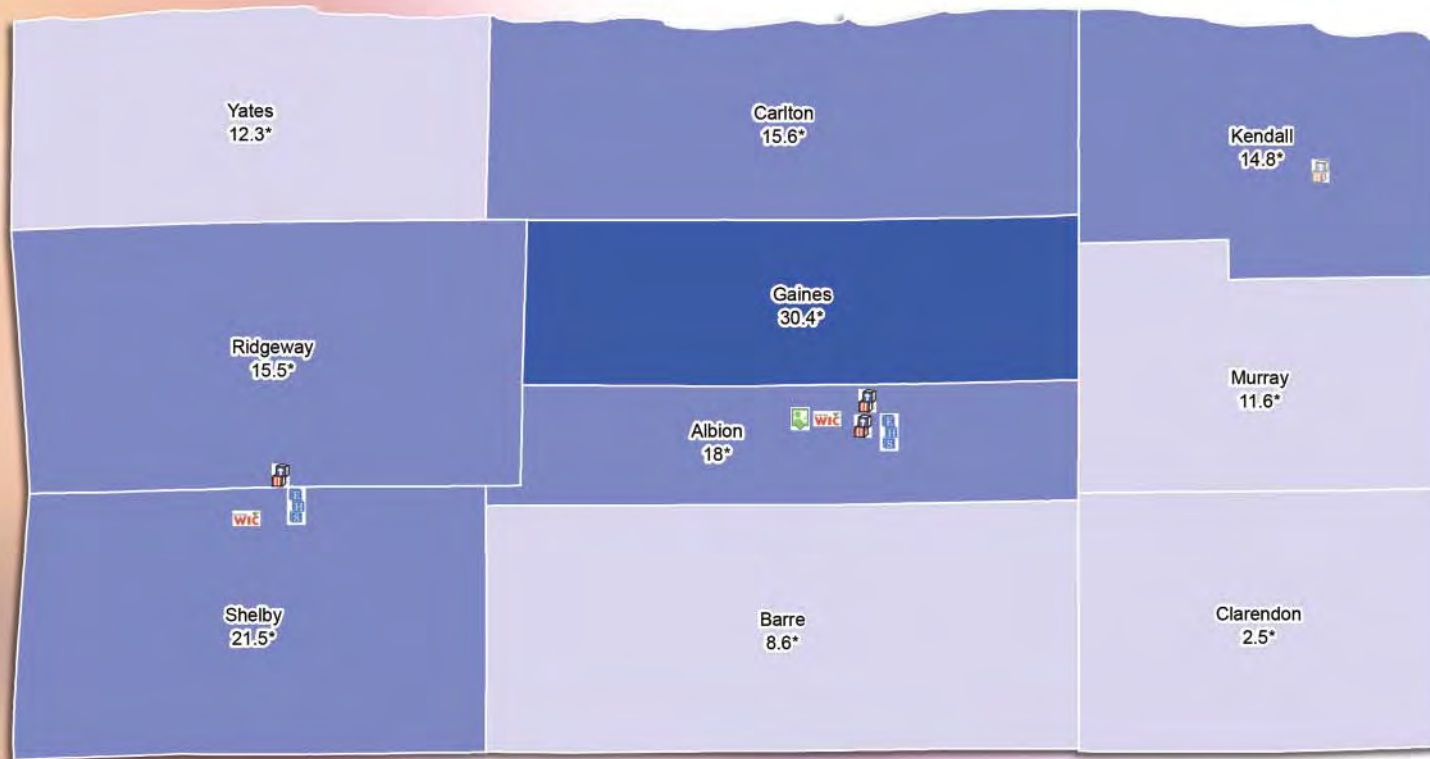 Yates
12.3*
Carlton
15.6*
Kendall
14.8*
Ridgeway
15.5*
Gaines
30.4*
Murray
11.6*
Albion
18*
WIC
E
H
S
WIC
E
H
S
Shelby
21.5*
Barre
8.6*
Clarendon
2.5*